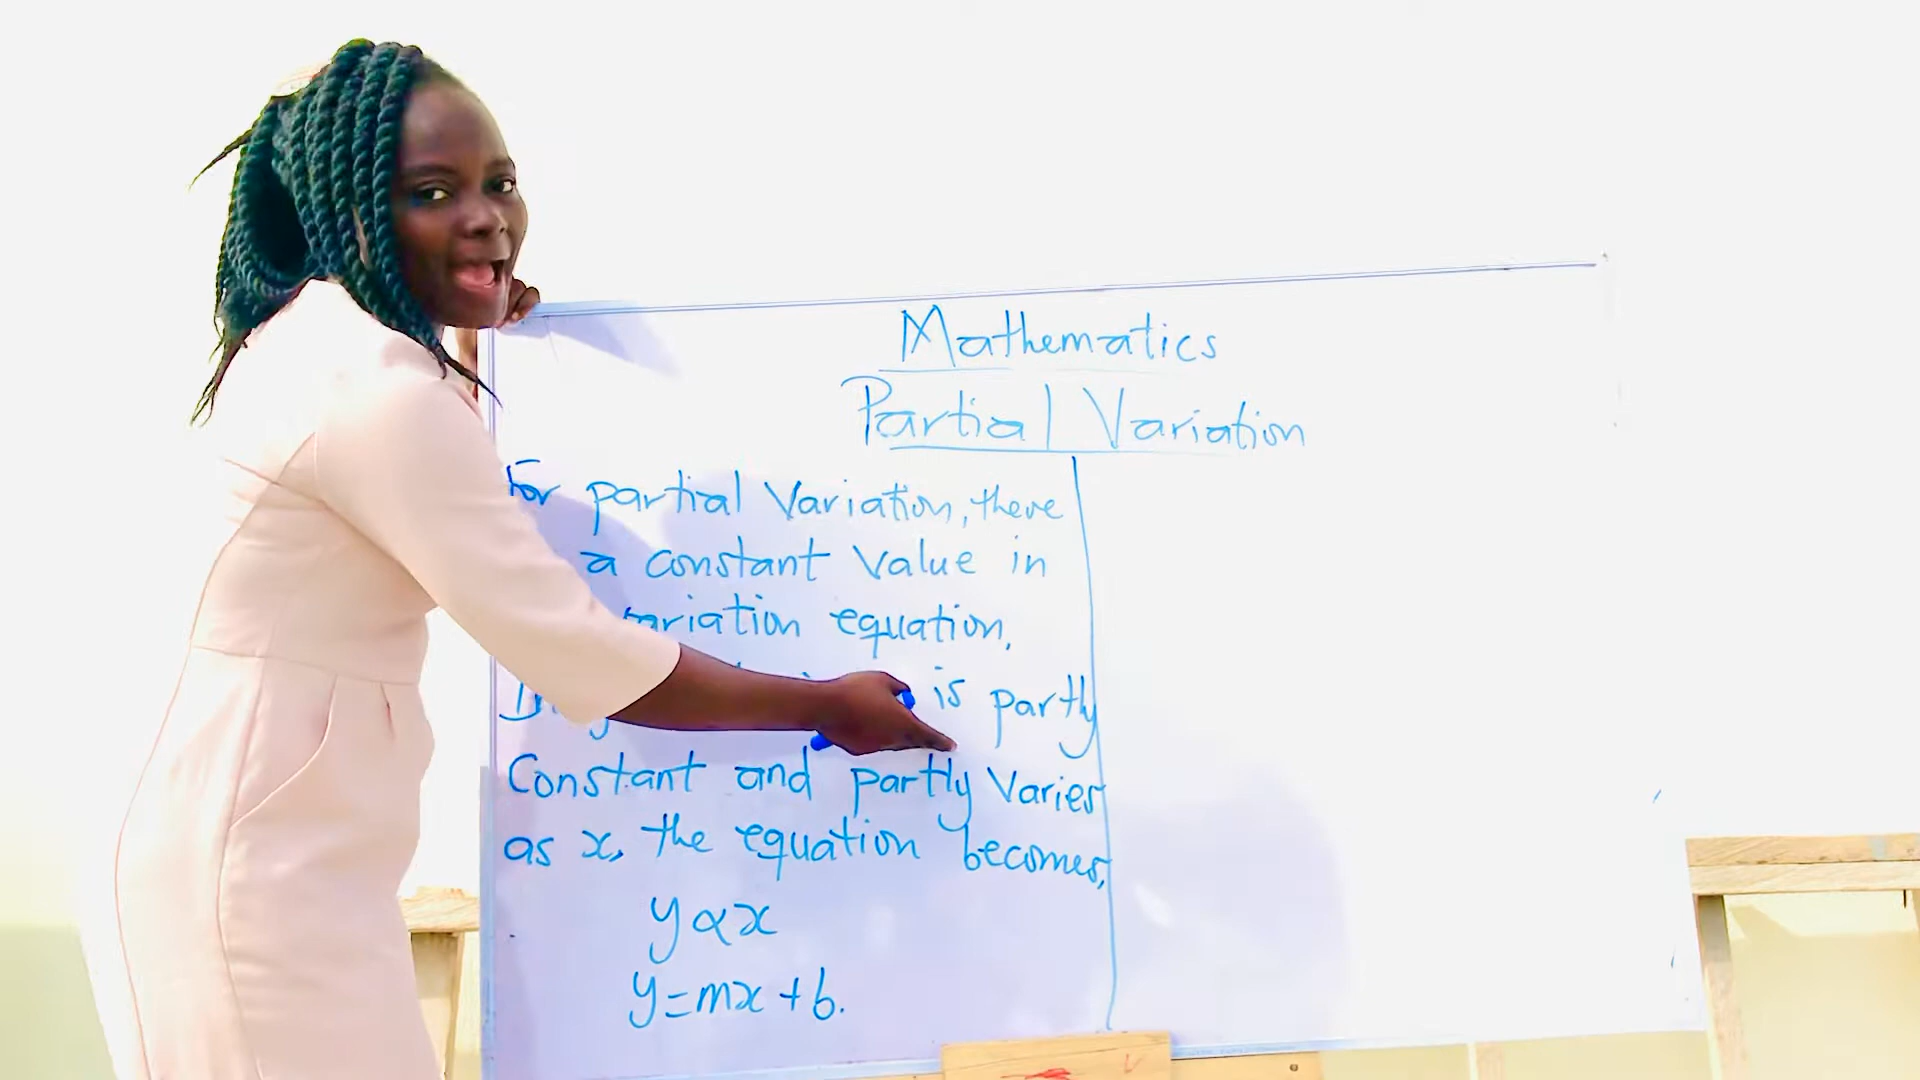 Mathematics
Partial Variation
For partial Variation, there
a constant value in
variation equation,
is partly
Constant and partly varies
as x, the equation becomes,
y ∝ x
y = mx + b.